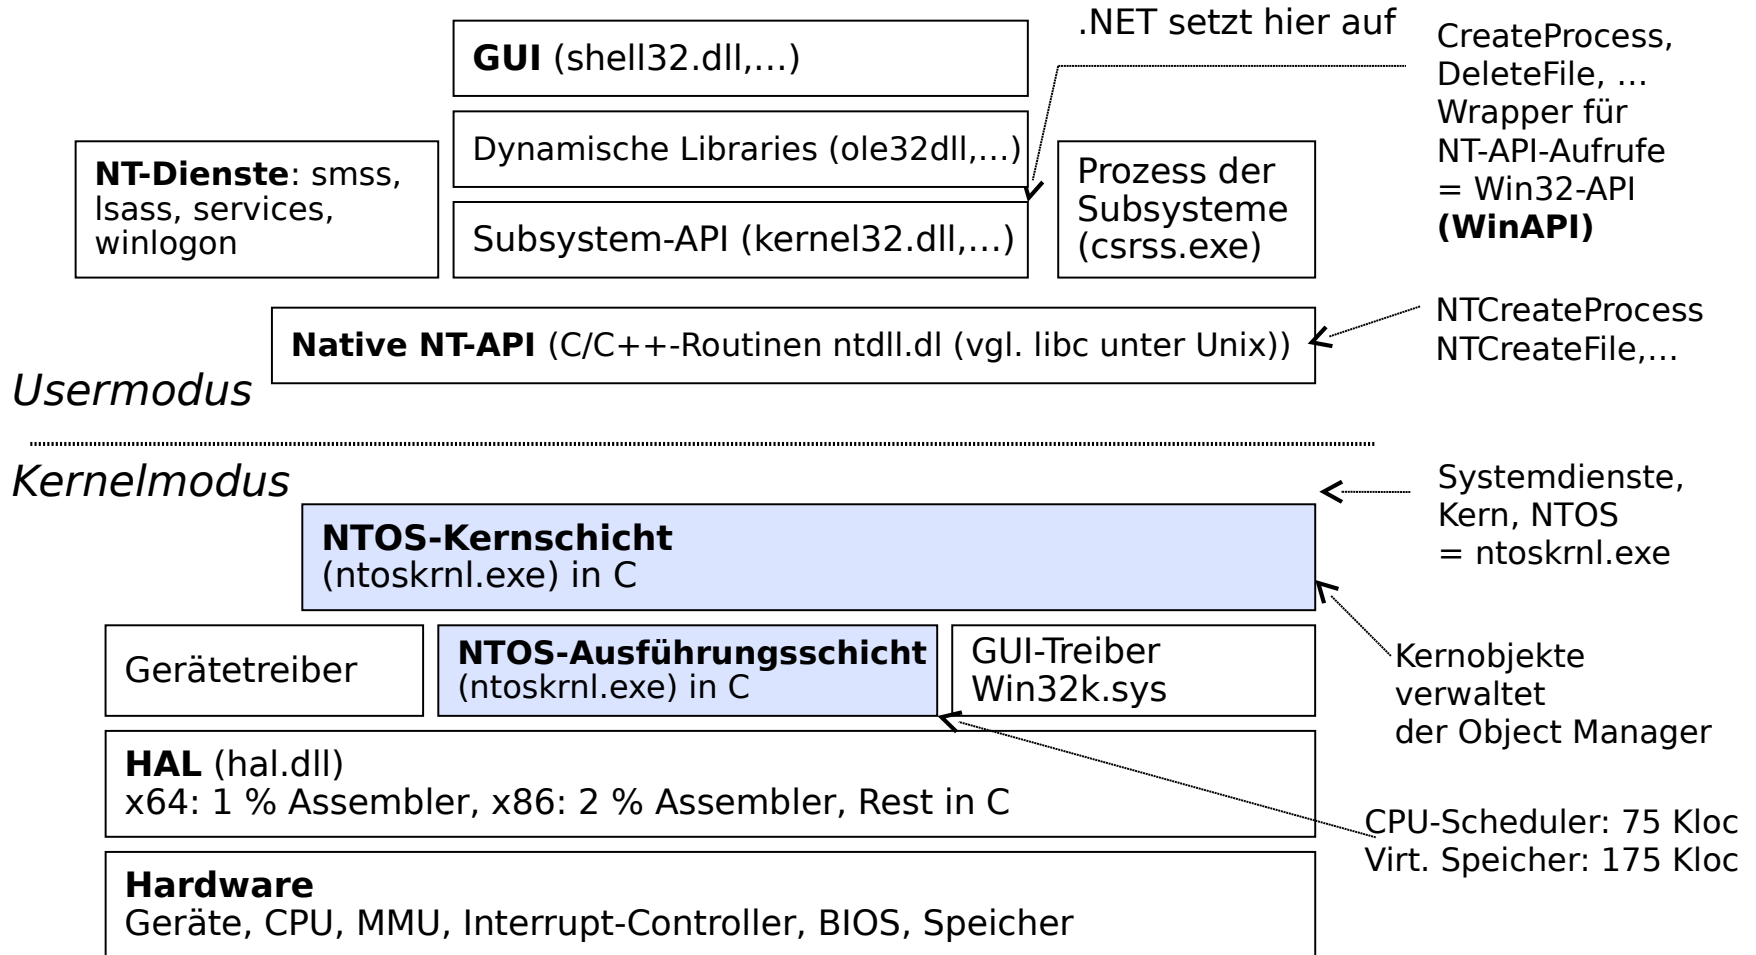 .NET setzt hier auf
GUI (shell32.dll,...)
CreateProcess,
DeleteFile, ...
Wrapper für
NT-API-Aufrufe
= Win32-API
(WinAPI)
Dynamische Libraries (ole32dll,...)
NT-Dienste: smss,
lsass, services,
winlogon
Subsystem-API (kernel32.dll,...)
Prozess der
Subsysteme
(csrss.exe)
Native NT-API (C/C++-Routinen ntdll.dl (vgl. libc unter Unix))
NTCreateProcess
NTCreateFile,...
Usermodus
Kernelmodus
Systemdienste,
Kern, NTOS
= ntoskrnl.exe
NTOS-Kernschicht
(ntoskrnl.exe) in C
Gerätetreiber
NTOS-Ausführungsschicht
(ntoskrnl.exe) in C
GUI-Treiber
Win32k.sys
Kernobjekte
verwaltet
der Object Manager
HAL (hal.dll)
x64: 1 % Assembler, x86: 2 % Assembler, Rest in C
CPU-Scheduler: 75 Kloc
Virt. Speicher: 175 Kloc
Hardware
Geräte, CPU, MMU, Interrupt-Controller, BIOS, Speicher